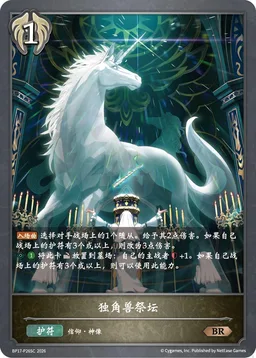 1
入场曲 选择对手战场上的1个随从，给予其2点伤害。如果自己战场上的护符有3个或以上，则改为3点伤害。
1 将此卡放置到墓场：自己的主战者+1。如果自己战场上的护符有3个或以上，则可以使用此能力。
独角兽祭坛
护符 信仰・神像
BR
© Cygames, Inc. Published by NetEase Games